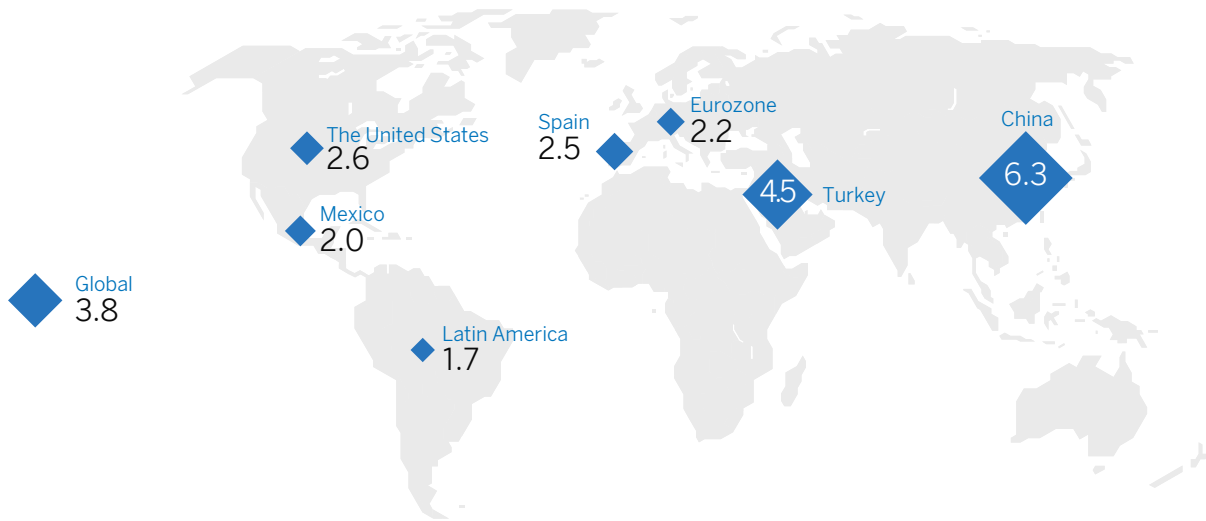 Eurozone
2.2
Spain
2.5
China
6.3
The United States
2.6
4.5
Turkey
Mexico
2.0
Global
3.8
Latin America
1.7